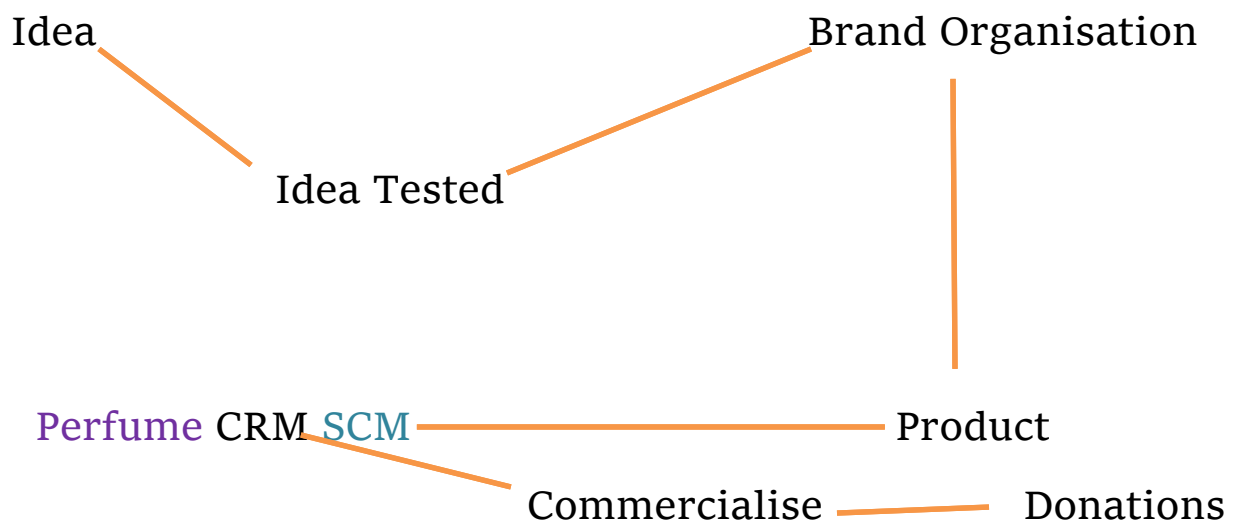 Idea
Brand Organisation
Idea Tested
Perfume CRM SCM
Product
Commercialise
Donations